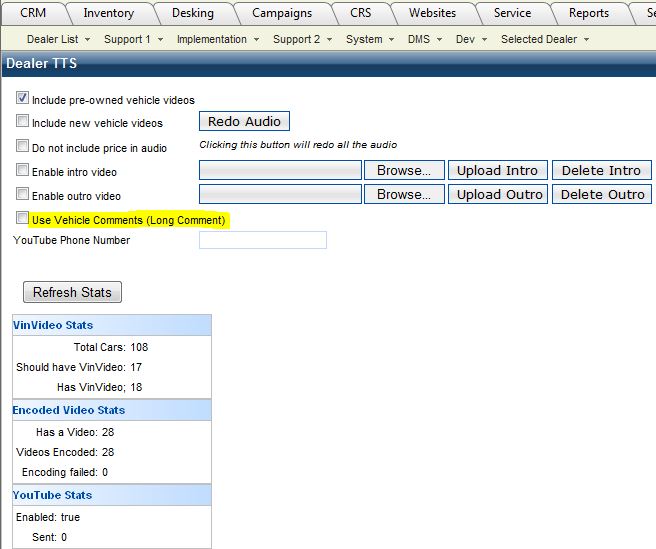 CRM Inventory Desking Campaigns CRS Websites Service Reports
Dealer List Support 1 Implementation Support 2 System DMS Dev Selected Dealer
Dealer TTS
Include pre-owned vehicle videos
Include new vehicle videos Redo Audio
Do not include price in audio Clicking this button will redo all the audio
Enable intro video Browse... Upload Intro Delete Intro
Enable outro video Browse... Upload Outro Delete Outro
Use Vehicle Comments (Long Comment)
YouTube Phone Number
Refresh Stats
VinVideo Stats
Total Cars: 108
Should have VinVideo: 17
Has VinVideo; 18
Encoded Video Stats
Has a Video: 28
Videos Encoded: 28
Encoding failed: 0
YouTube Stats
Enabled: true
Sent: 0